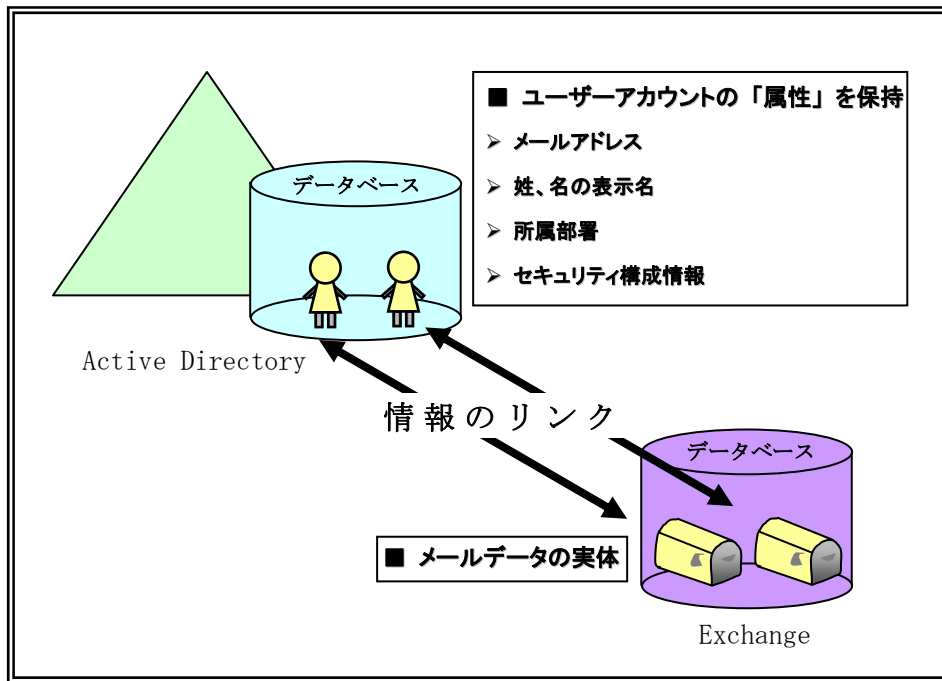 ■ ユーザーアカウントの「属性」を保持
➢ メールアドレス
➢ 姓、名の表示名
➢ 所属部署
➢ セキュリティ構成情報
データベース
Active Directory
情報のリンク
データベース
■ メールデータの実体
Exchange